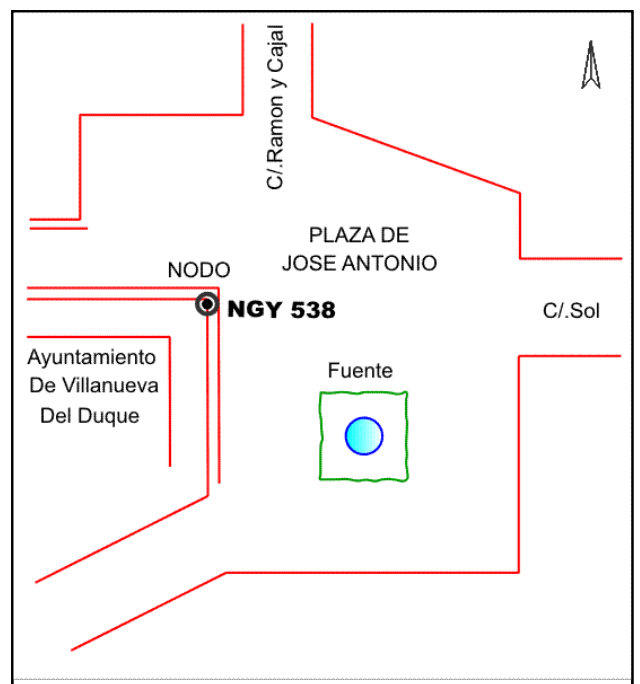 C/.Ramon y Cajal
PLAZA DE
JOSE ANTONIO
NODO
NGY 538
C/.Sol
Ayuntamiento
De Villanueva
Del Duque
Fuente